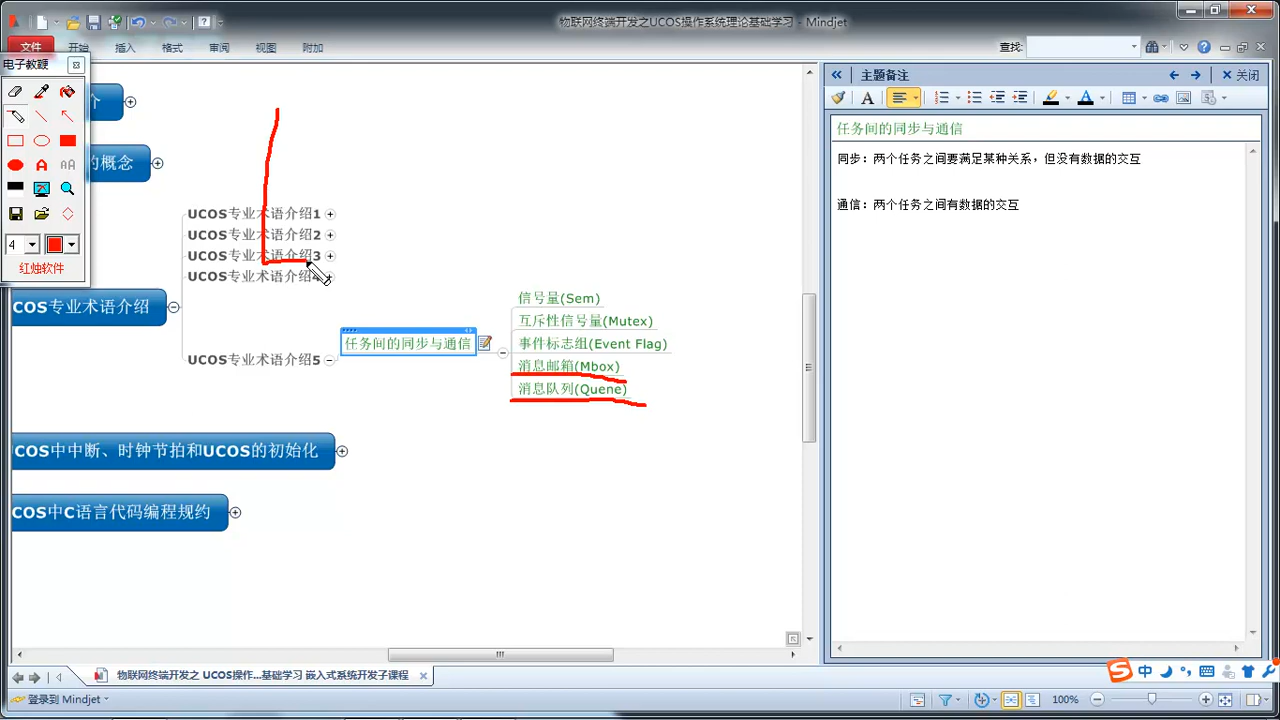 物联网终端开发之UCOS操作系统理论基础学习 - Mindjet
文件 开始 插入 格式 审阅 视图 附加 查找:
电子教鞭
4
红烛软件
介
的概念
UCOS专业术语介绍1
UCOS专业术语介绍2
UCOS专业术语介绍3
UCOS专业术语介绍4
COS专业术语介绍
UCOS专业术语介绍5
任务间的同步与通信
信号量(Sem)
互斥性信号量(Mutex)
事件标志组(Event Flag)
消息邮箱(Mbox)
消息队列(Quene)
UCOS中中断、时钟节拍和UCOS的初始化
COS中C语言代码编程规约
主题备注 关闭
任务间的同步与通信
同步：两个任务之间要满足某种关系，但没有数据的交互
通信：两个任务之间有数据的交互
物联网终端开发之 UCOS操作...基础学习 嵌入式系统开发子课程
中
登录到 Mindjet
100%